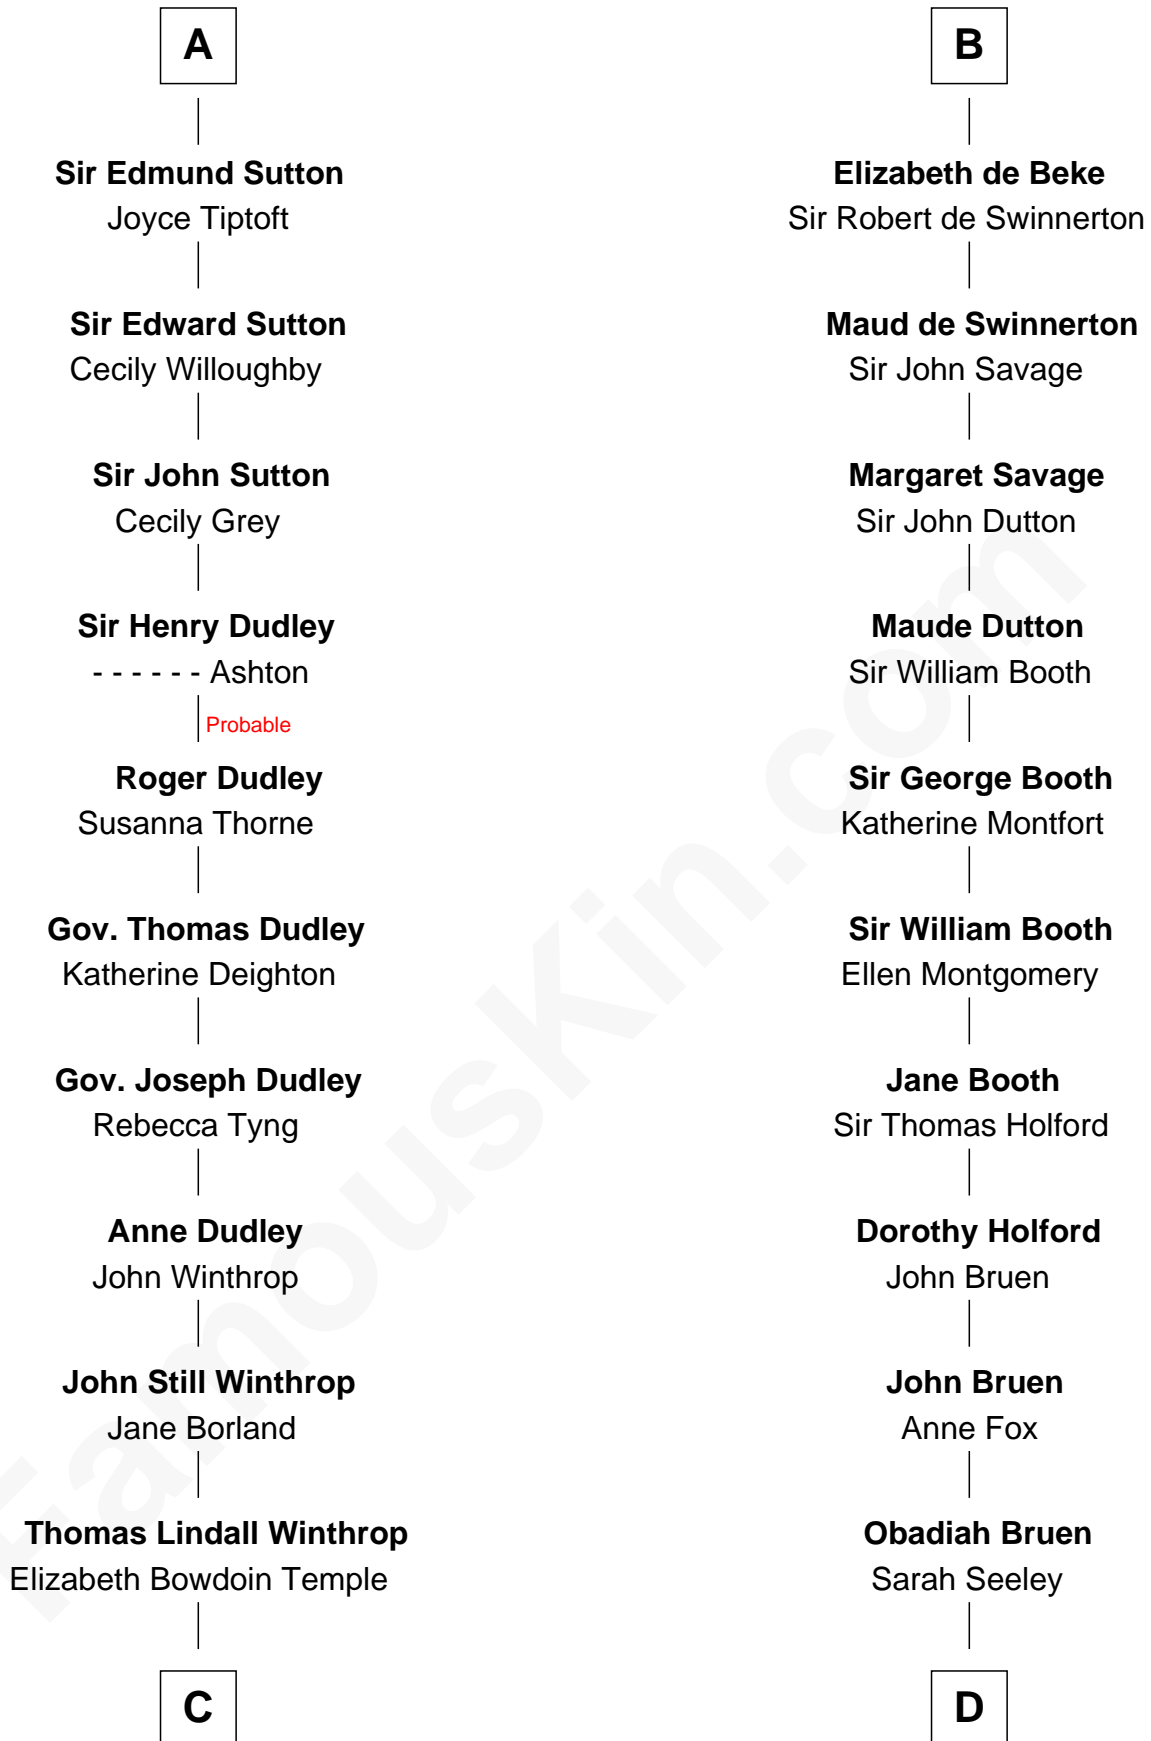 A
Sir Edmund Sutton
Joyce Tiptoft
Sir Edward Sutton
Cecily Willoughby
Sir John Sutton
Cecily Grey
Sir Henry Dudley
- - - - - - Ashton
Probable
Roger Dudley
Susanna Thorne
Gov. Thomas Dudley
Katherine Deighton
Gov. Joseph Dudley
Rebecca Tyng
Anne Dudley
John Winthrop
John Still Winthrop
Jane Borland
Thomas Lindall Winthrop
Elizabeth Bowdoin Temple
C
B
Elizabeth de Beke
Sir Robert de Swinnerton
Maud de Swinnerton
Sir John Savage
Margaret Savage
Sir John Dutton
Maude Dutton
Sir William Booth
Sir George Booth
Katherine Montfort
Sir William Booth
Ellen Montgomery
Jane Booth
Sir Thomas Holford
Dorothy Holford
John Bruen
John Bruen
Anne Fox
Obadiah Bruen
Sarah Seeley
D
FamousKin.com